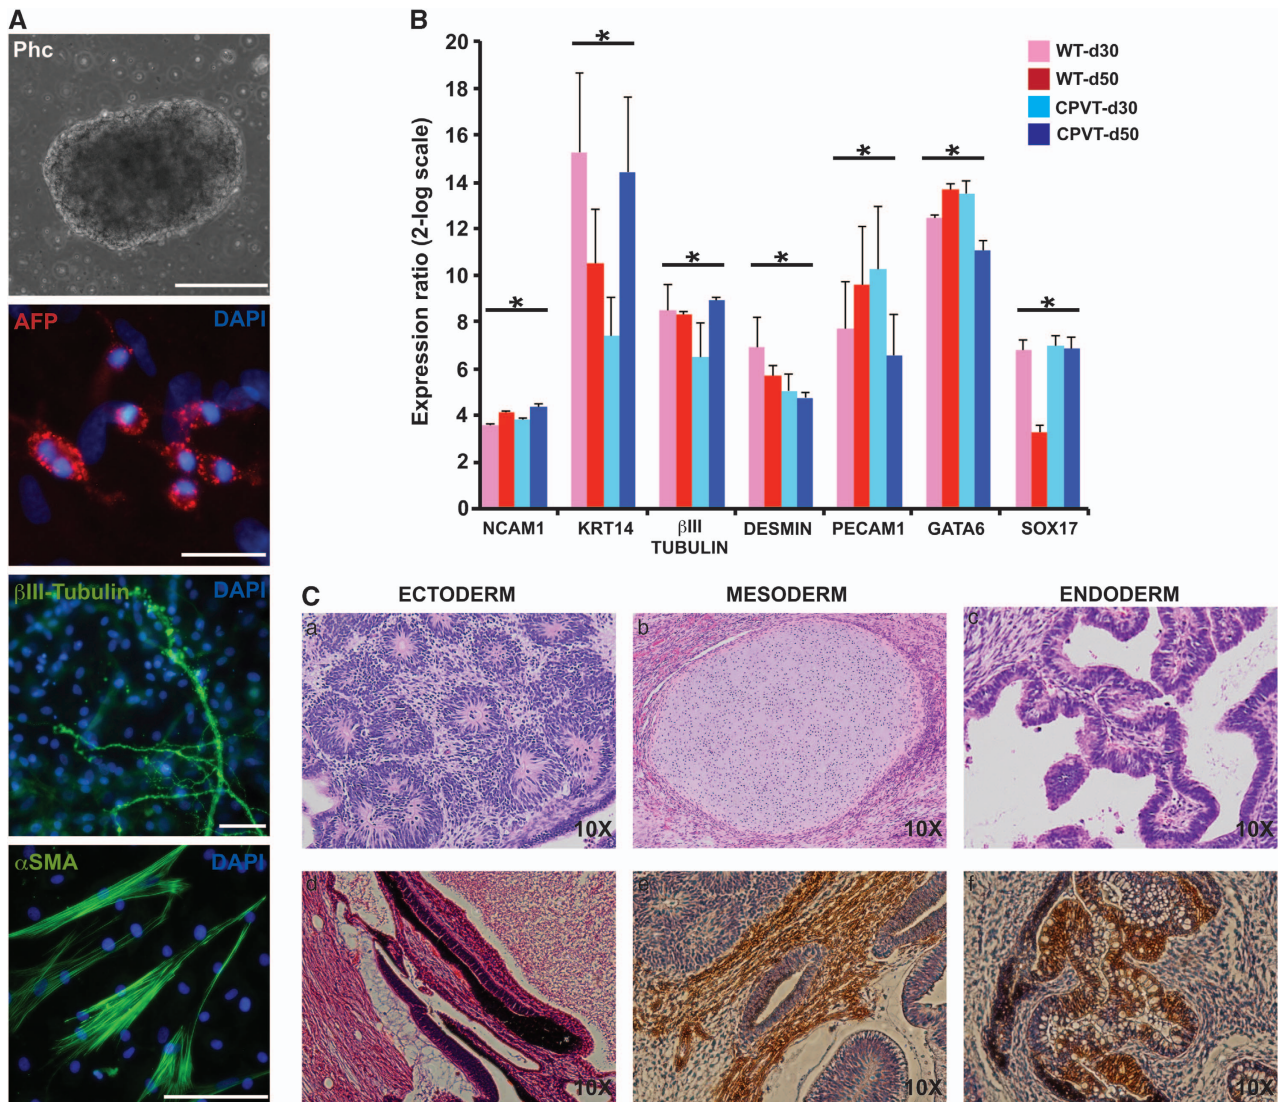 A
Phc
AFP DAPI
βIII-Tubulin DAPI
αSMA DAPI
B
Expression ratio (2-log scale)
20
18
16
14
12
10
8
6
4
2
0
*
*
*
*
*
*
*
NCAM1 KRT14 βIII TUBULIN DESMIN PECAM1 GATA6 SOX17
WT-d30
WT-d50
CPVT-d30
CPVT-d50
C
ECTODERM MESODERM ENDODERM
a b c
10X 10X 10X
d e f
10X 10X 10X